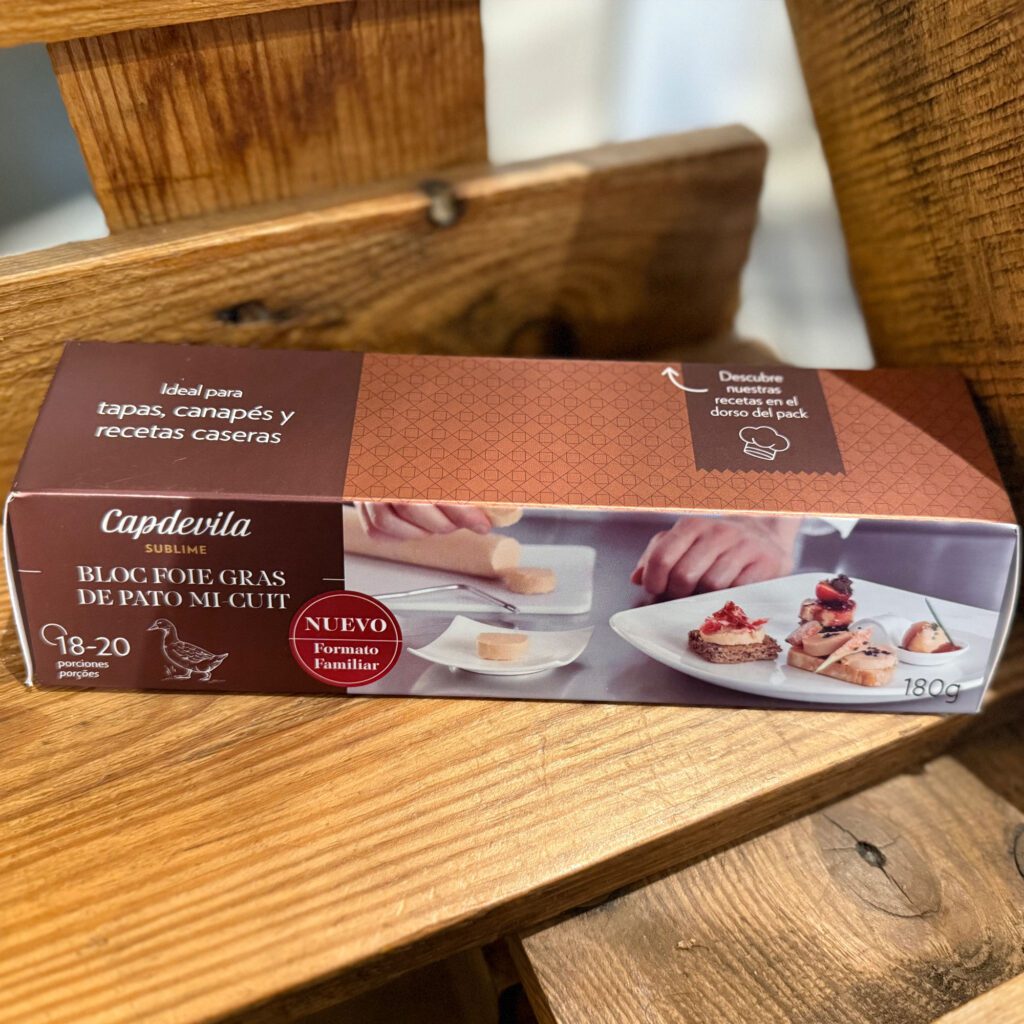 Ideal para
tapas, canapés y
recetas caseras
Descubre
nuestras
recetas en el
dorso del pack
Capdevila
SUBLIME
BLOC FOIE GRAS
DE PATO MI-CUIT
18-20
porciones
porções
NUEVO
Formato
Familiar
180g